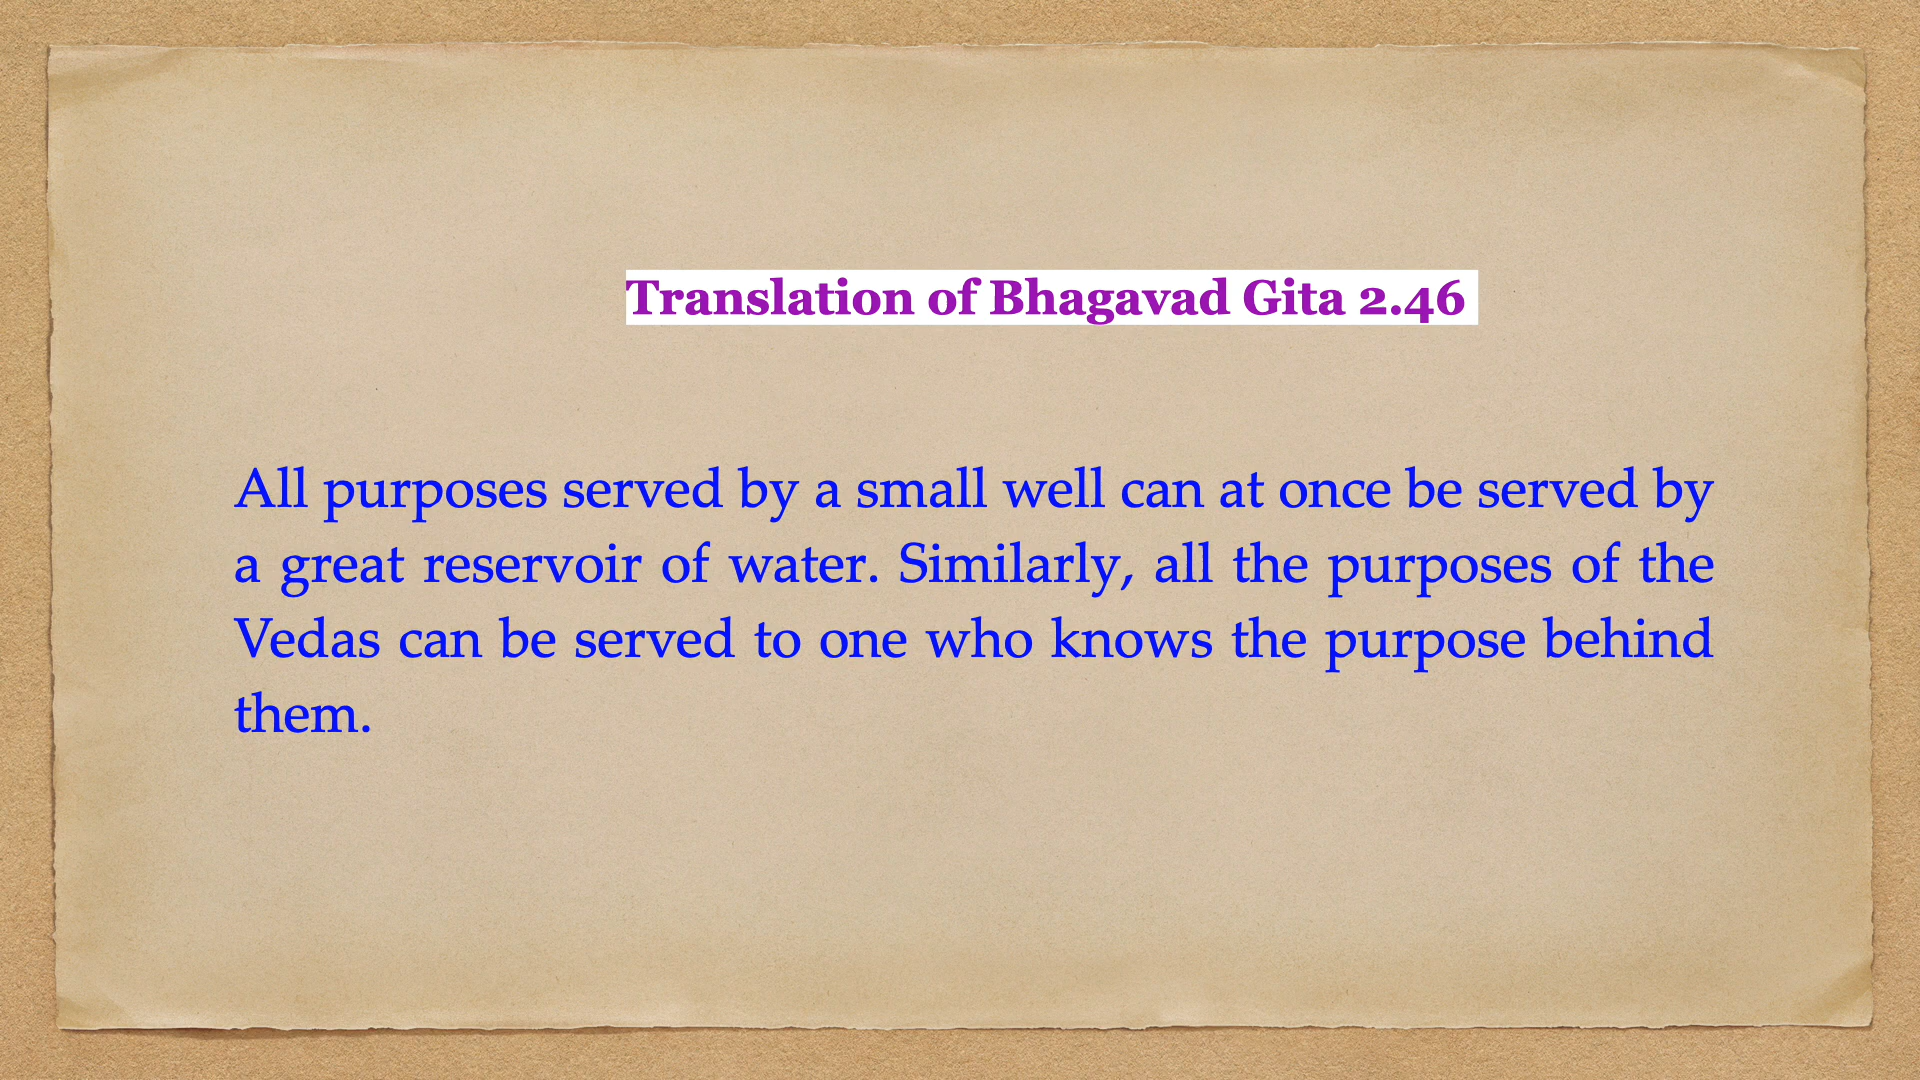 Translation of Bhagavad Gita 2.46
All purposes served by a small well can at once be served by
a great reservoir of water. Similarly, all the purposes of the
Vedas can be served to one who knows the purpose behind
them.